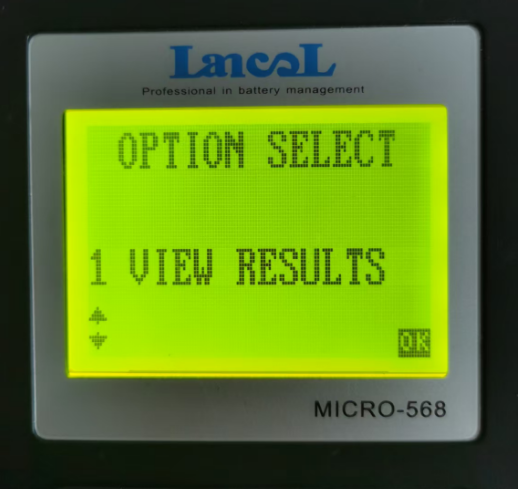 Lancol
Professional in battery management
OPTION SELECT
1 VIEW RESULTS
OK
MICRO-568